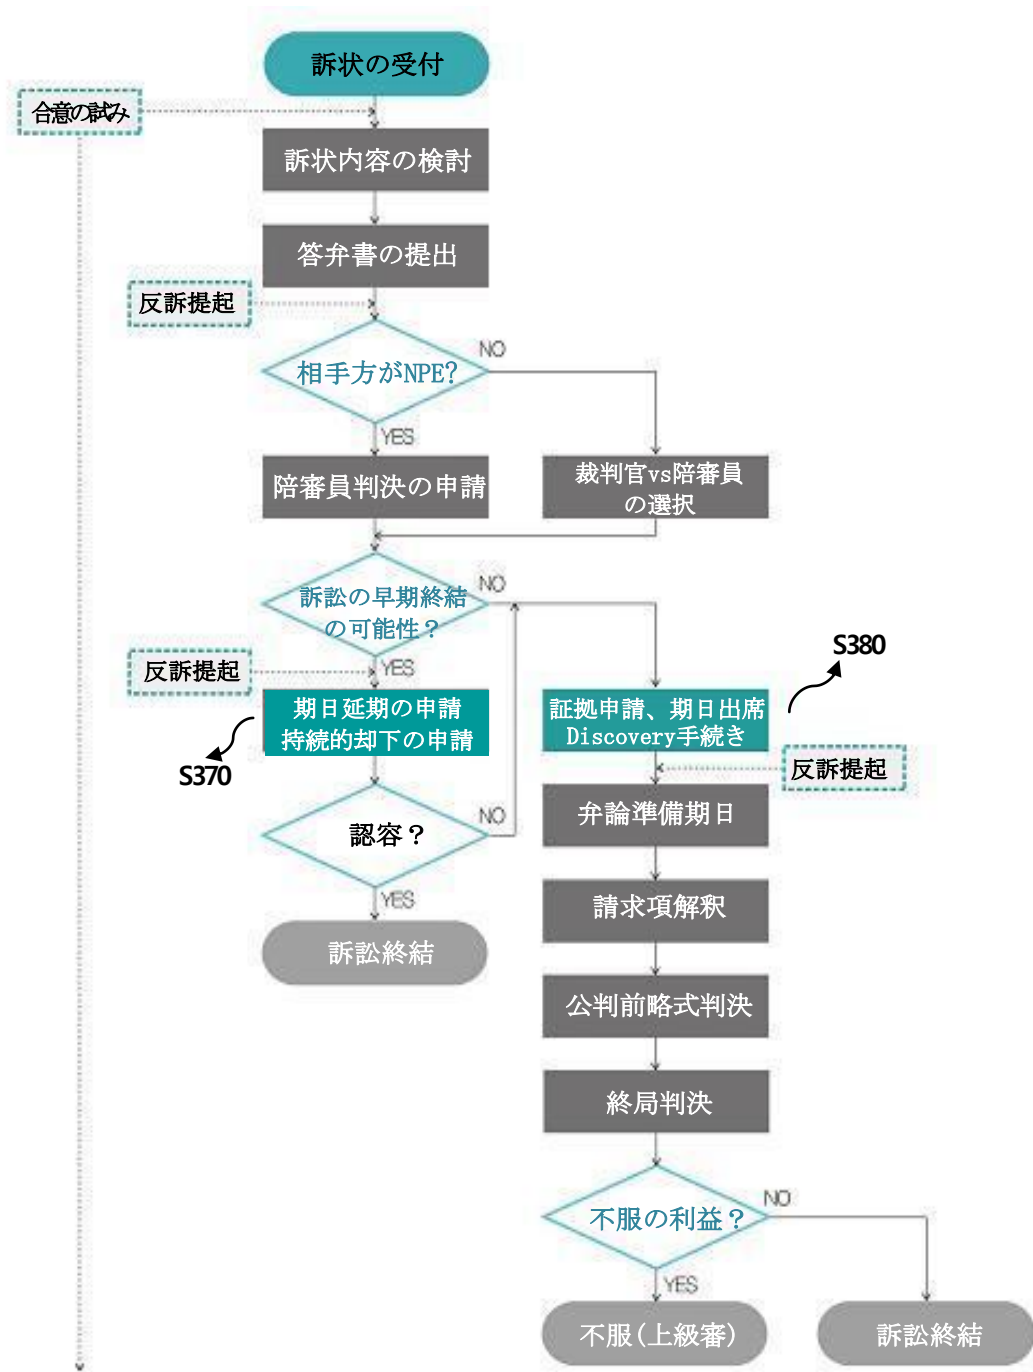 訴状の受付
合意の試み
訴状内容の検討
答弁書の提出
反訴提起
相手方がNPE?
NO
YES
陪審員判決の申請
裁判官vs陪審員
の選択
訴訟の早期終結
の可能性？
NO
YES
反訴提起
S380
期日延期の申請
持続的却下の申請
証拠申請、期日出席
Discovery手続き
S370
反訴提起
弁論準備期日
認容？
NO
YES
請求項解釈
訴訟終結
公判前略式判決
終局判決
不服の利益？
NO
YES
不服(上級審)
訴訟終結